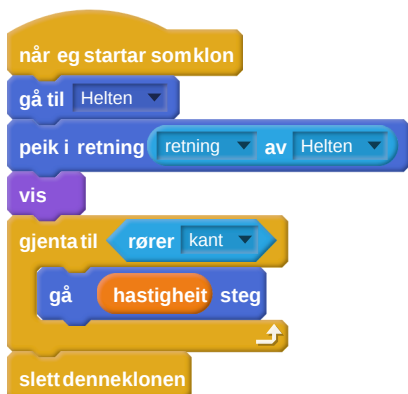 når eg startar som klon
gå til Helten
peik i retning retning av Helten
vis
gjenta til rører kant
gå hastigheit steg
slett denne klonen